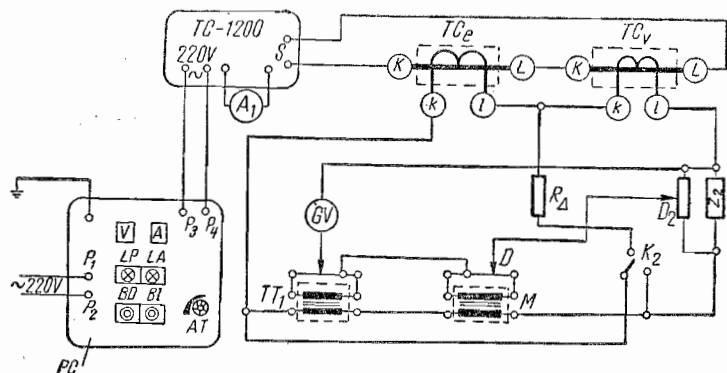 TC-1200
220V
~
S
A₁
TCe
TCv
K
L
K
L
k
l
k
l
GV
RΔ
D₂
Z₂
D
K₂
TT₁
M
P₃
P₄
V
A
P₁
LP
LA
~220V
BD
BI
P₂
AT
PC